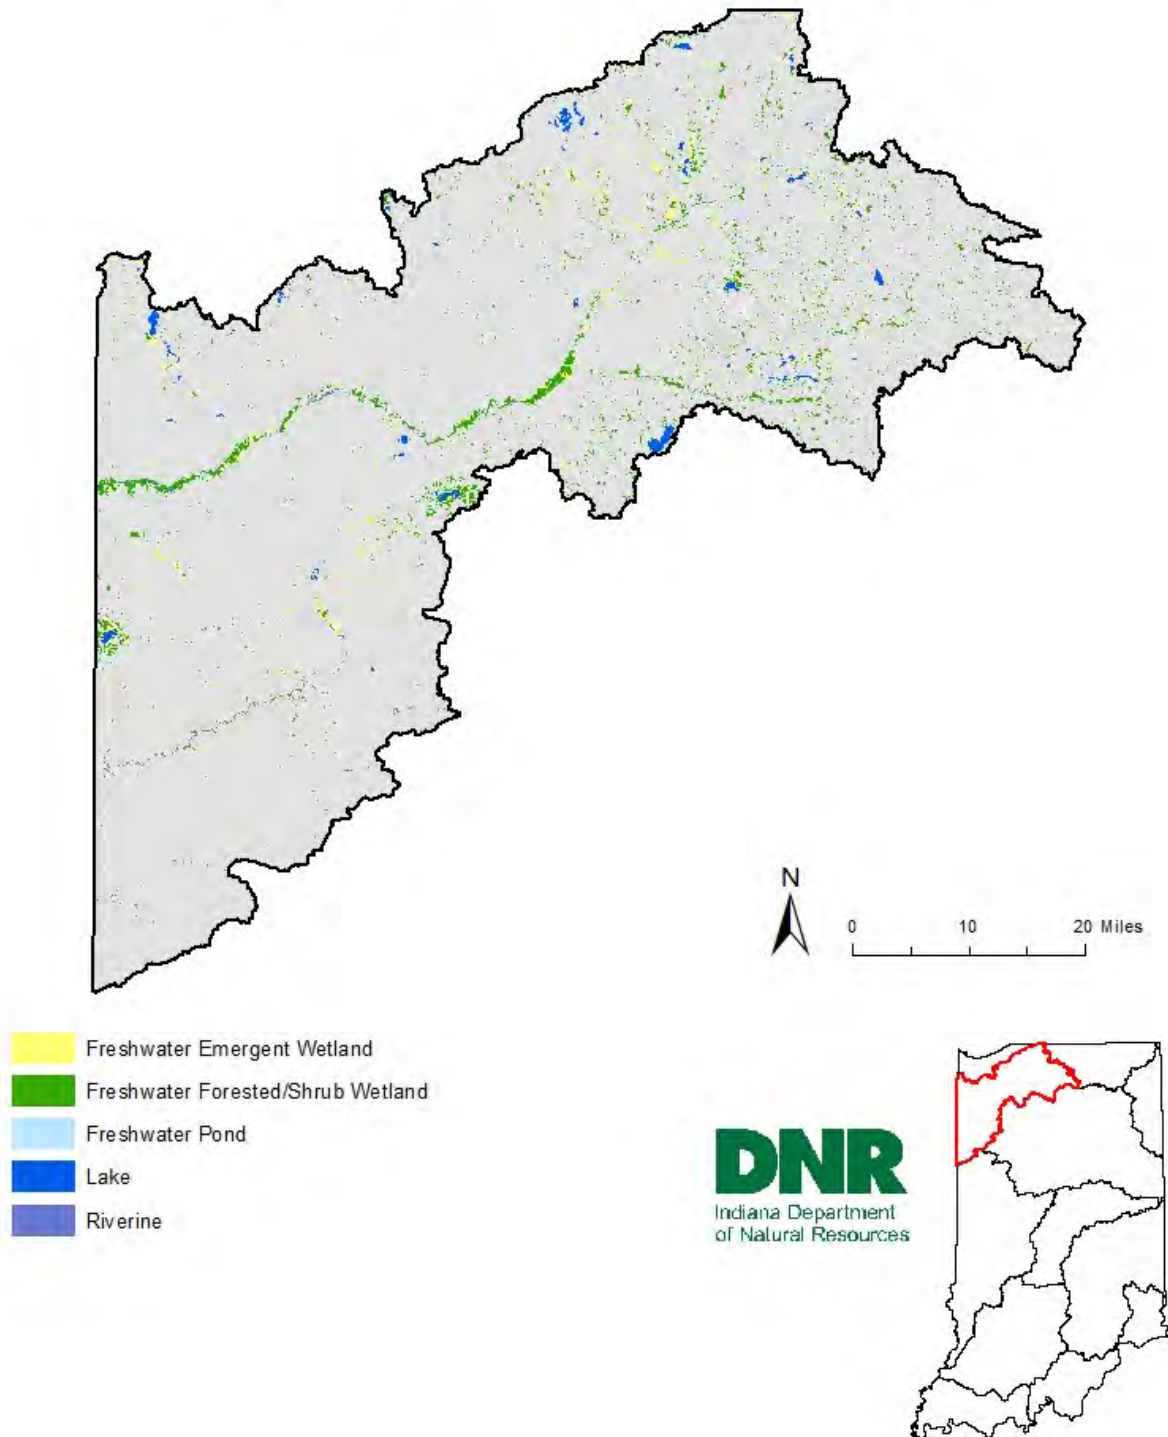 N
0 10 20 Miles
Freshwater Emergent Wetland
Freshwater Forested/Shrub Wetland
Freshwater Pond
Lake
Riverine
DNR
Indiana Department
of Natural Resources